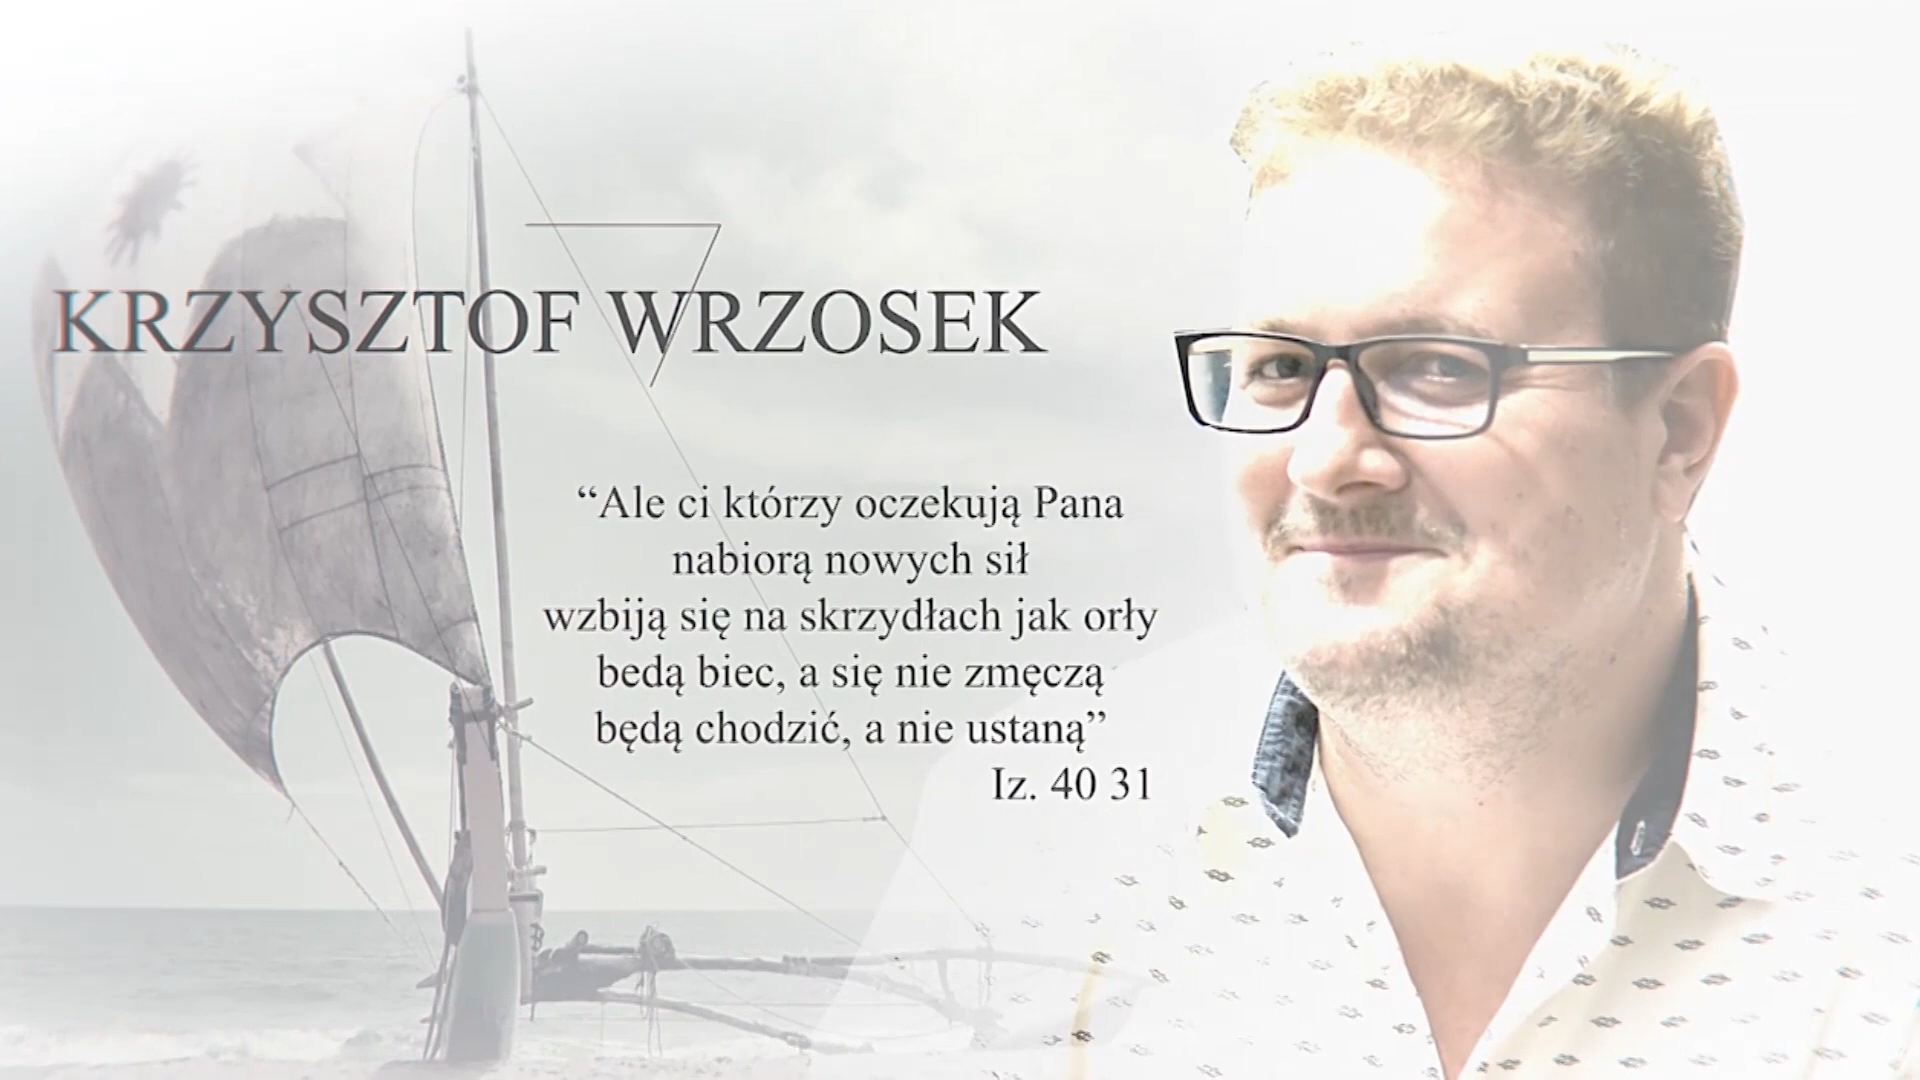 KRZYSZTOF WRZOSEK
“Ale ci którzy oczekują Pana
nabiorą nowych sił
wzbiją się na skrzydłach jak orły
bedą biec, a się nie zmęczą
będą chodzić, a nie ustaną”
Iz. 40 31